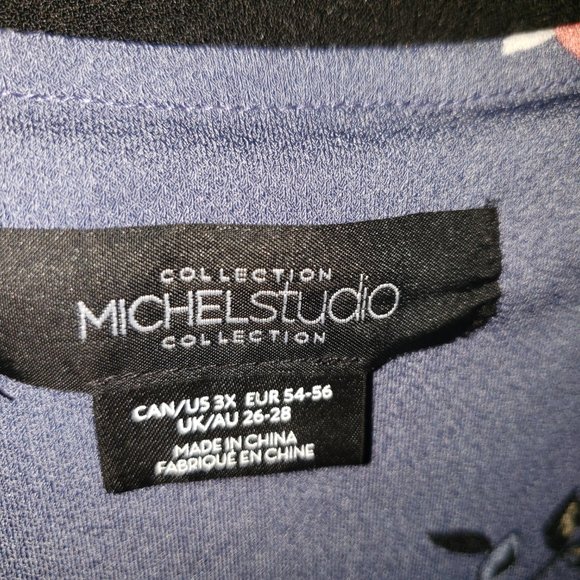 COLLECTION
MICHELstudio
COLLECTION
CAN/US 3X EUR 54-56
UK/AU 26-28
MADE IN CHINA
FABRIQUÉ EN CHINE